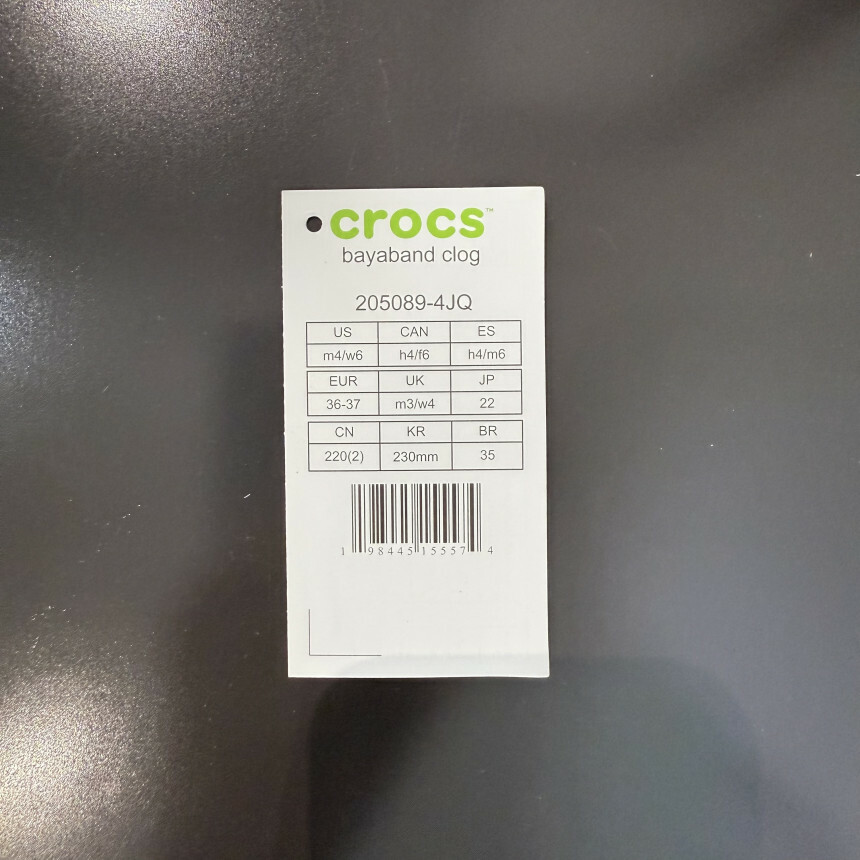 crocs™
bayaband clog
205089-4JQ
US CAN ES
m4/w6 h4/f6 h4/m6
EUR UK JP
36-37 m3/w4 22
CN KR BR
220(2) 230mm 35
1 98445 15557 4